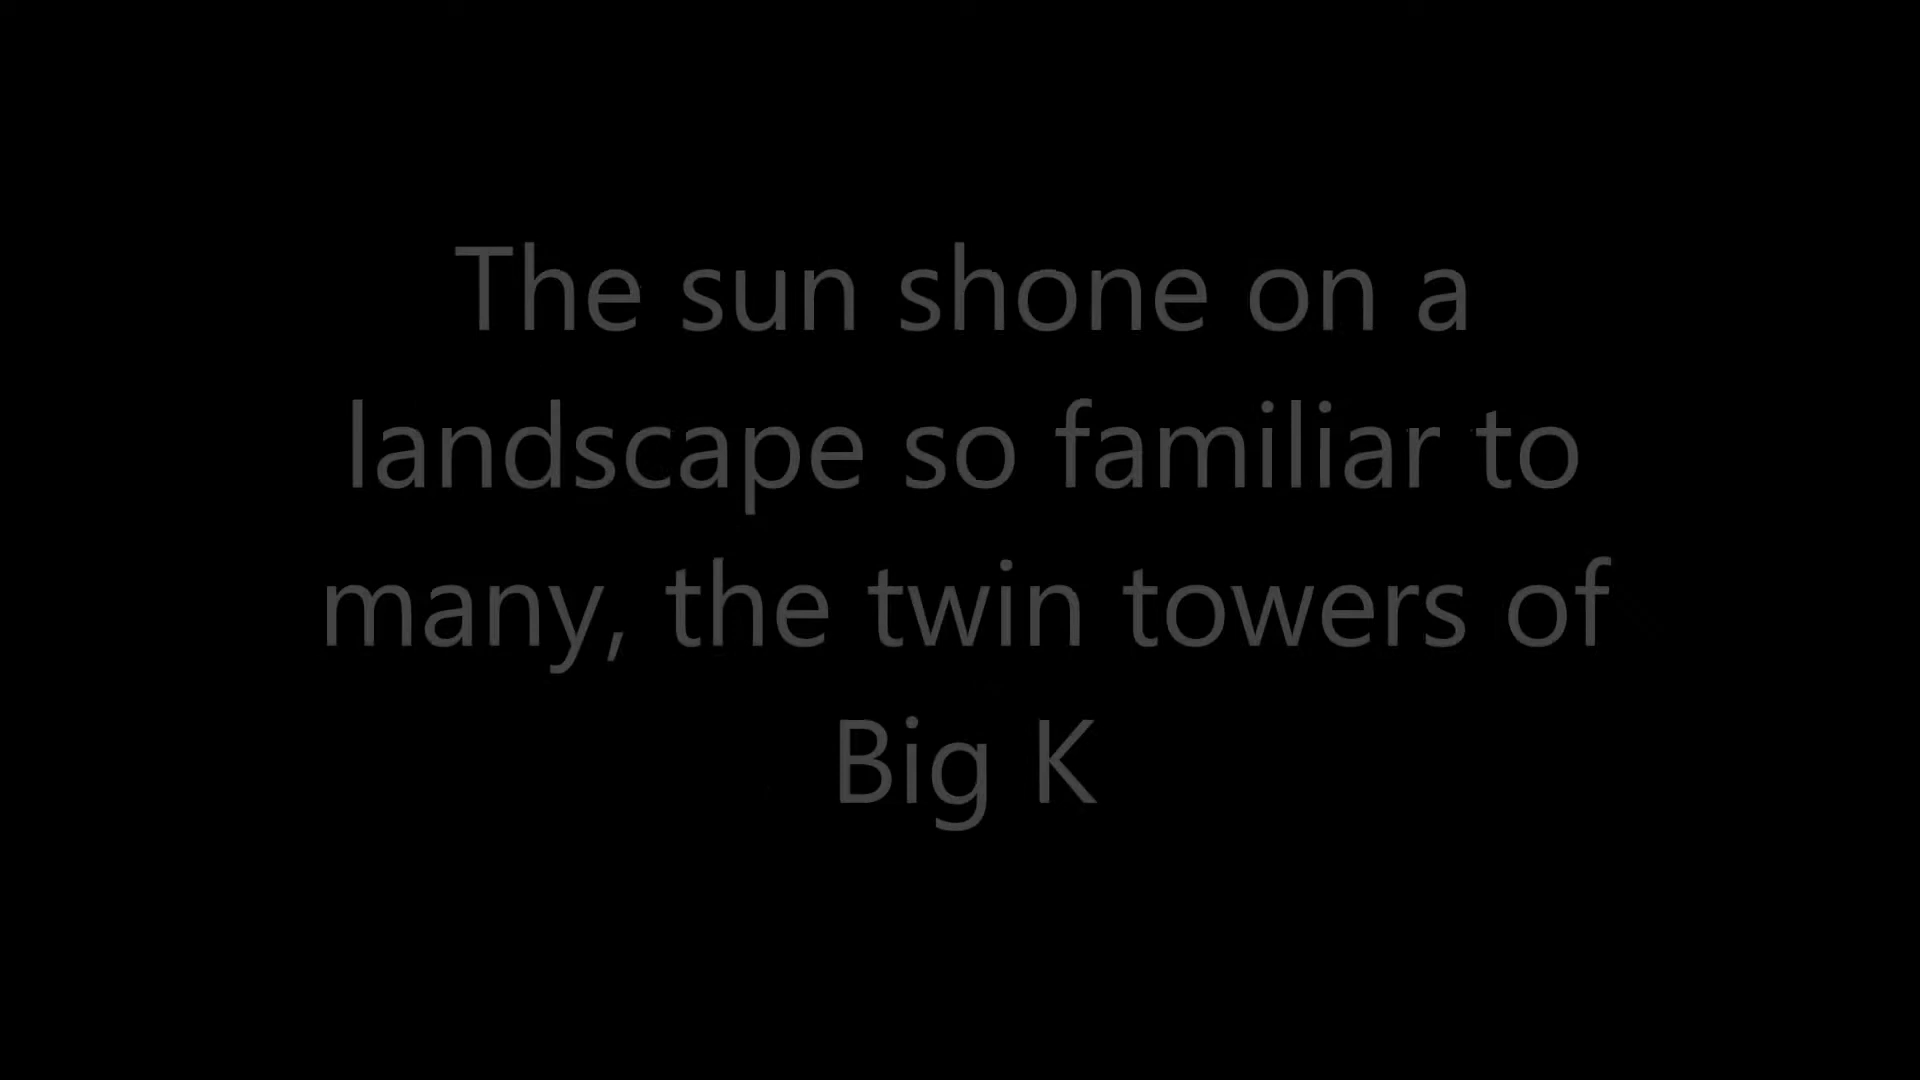 The sun shone on a
landscape so familiar to
many, the twin towers of
Big K